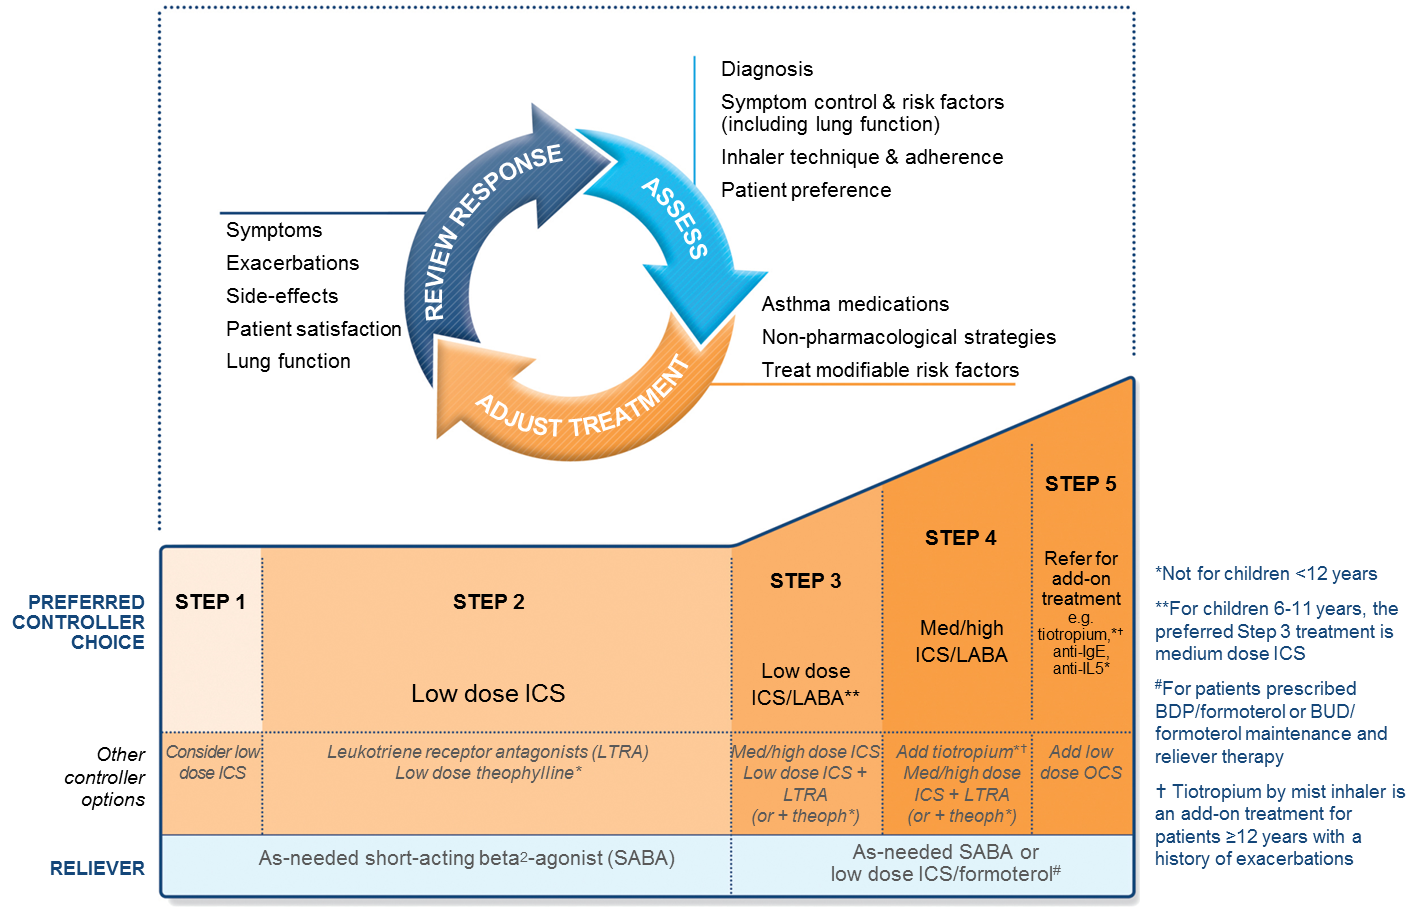 Diagnosis
Symptom control & risk factors
(including lung function)
Inhaler technique & adherence
Patient preference
REVIEW RESPONSE
ASSESS
ADJUST TREATMENT
Symptoms
Exacerbations
Side-effects
Patient satisfaction
Lung function
Asthma medications
Non-pharmacological strategies
Treat modifiable risk factors
PREFERRED
CONTROLLER
CHOICE
STEP 1
STEP 2
Low dose ICS
STEP 3
Low dose
ICS/LABA**
STEP 4
Med/high
ICS/LABA
STEP 5
Refer for
add-on
treatment
e.g.
tiotropium,*†
anti-IgE,
anti-IL5*
Other
controller
options
Consider low
dose ICS
Leukotriene receptor antagonists (LTRA)
Low dose theophylline*
Med/high dose ICS
Low dose ICS +
LTRA
(or + theoph*)
Add tiotropium*†
Med/high dose
ICS + LTRA
(or + theoph*)
Add low
dose OCS
RELIEVER
As-needed short-acting beta2-agonist (SABA)
As-needed SABA or
low dose ICS/formoterol#
*Not for children <12 years
**For children 6-11 years, the
preferred Step 3 treatment is
medium dose ICS
#For patients prescribed
BDP/formoterol or BUD/
formoterol maintenance and
reliever therapy
† Tiotropium by mist inhaler is
an add-on treatment for
patients ≥12 years with a
history of exacerbations